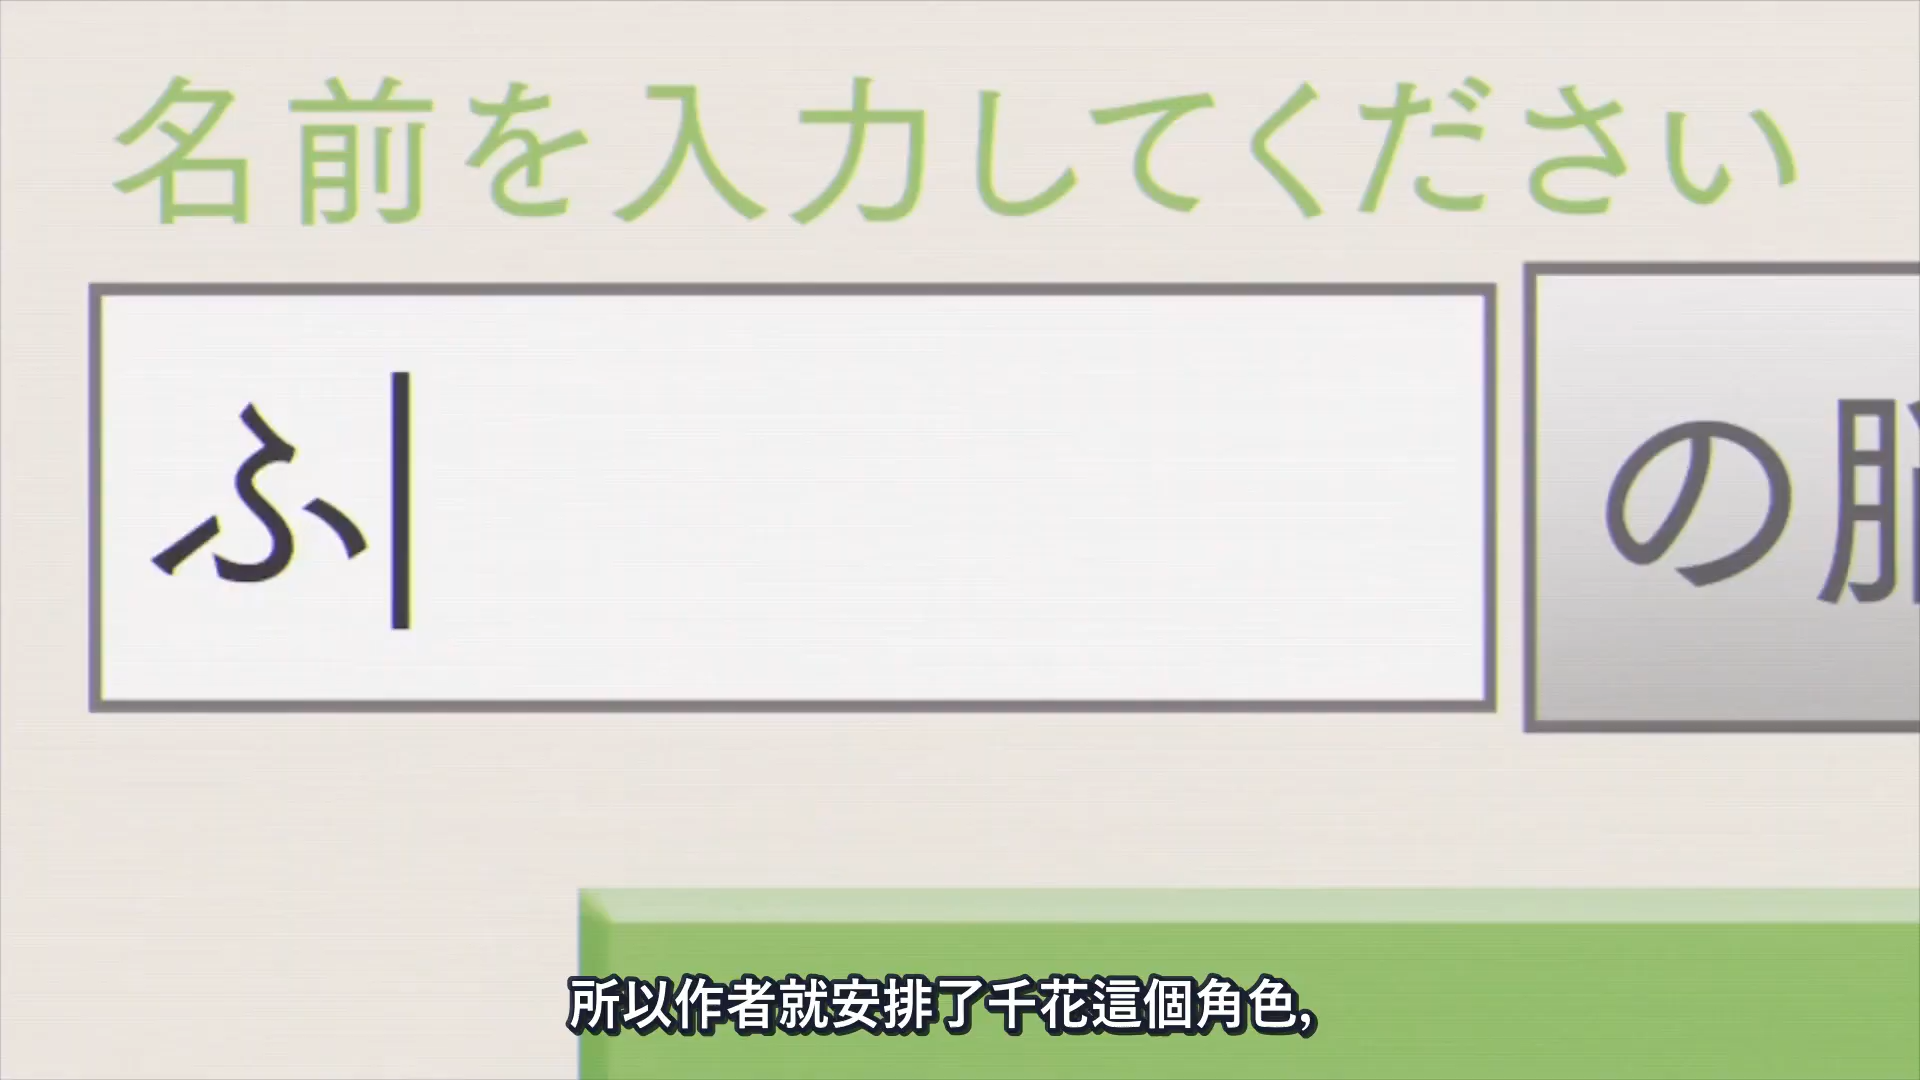 名前を入力してください
ふ
の脳
所以作者就安排了千花這個角色,